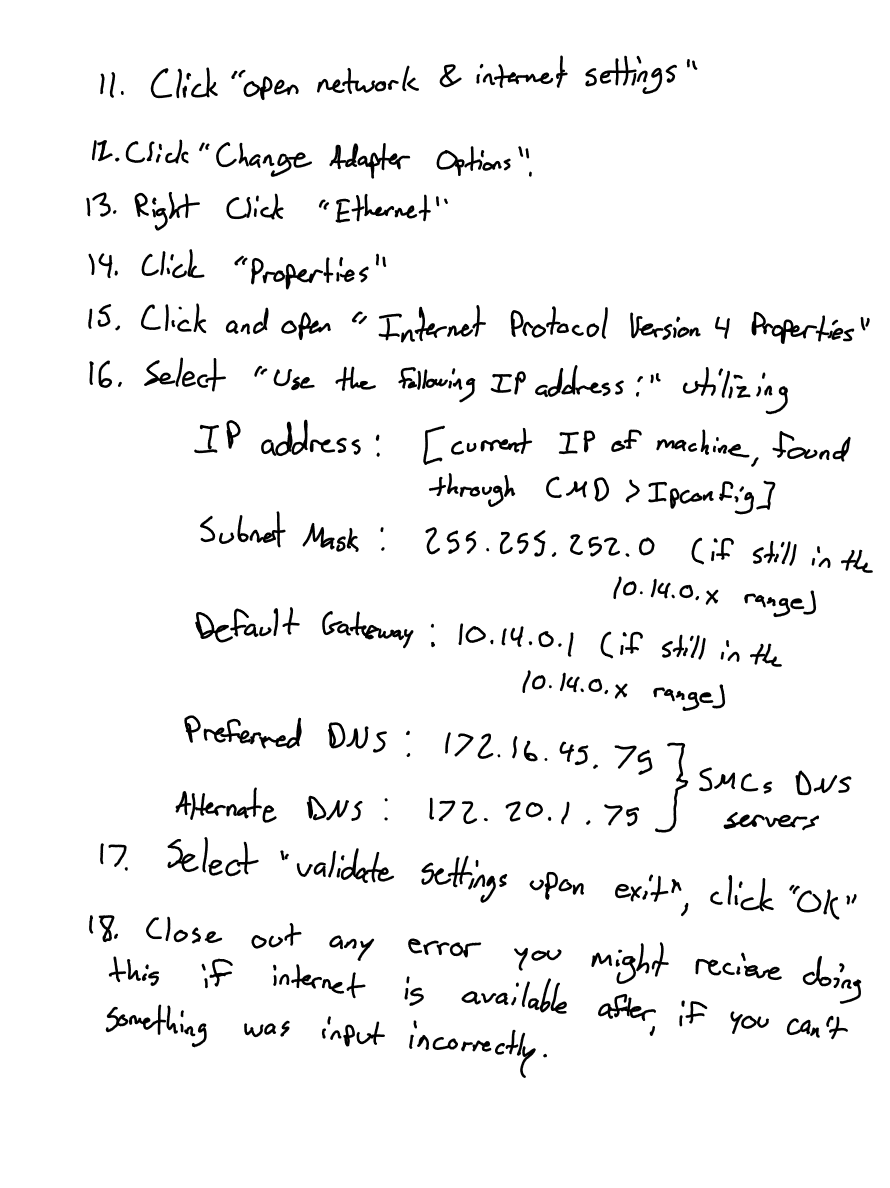 11. Click "open network & internet settings"
12. Click "Change Adapter Options".
13. Right Click "Ethernet"
14. Click "Properties"
15. Click and open "Internet Protocol Version 4 Properties"
16. Select "Use the following IP address:" utilizing
IP address: [current IP of machine, found
through CMD > Ipconfig]
Subnet Mask: 255.255.252.0 (if still in the
10.14.0.x range)
Default Gateway: 10.14.0.1 (if still in the
10.14.0.x range)
Preferred DNS: 172.16.45.75
Alternate DNS: 172.20.1.75
SMCs DNS
servers
17. Select "validate settings upon exit", click "OK"
18. Close out any error you might recieve doing
this if internet is available after, if you can't
something was input incorrectly.